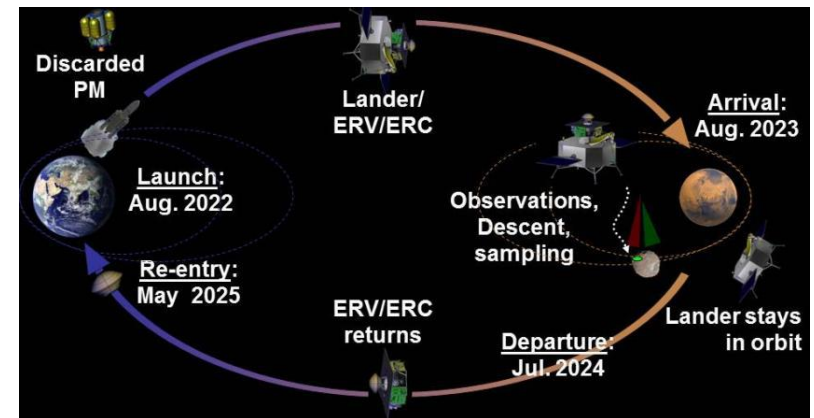 Discarded
PM
Lander/
ERV/ERC
Arrival:
Aug. 2023
Launch:
Aug. 2022
Observations,
Descent,
sampling
Re-entry:
May 2025
ERV/ERC
returns
Departure:
Jul. 2024
Lander stays
in orbit